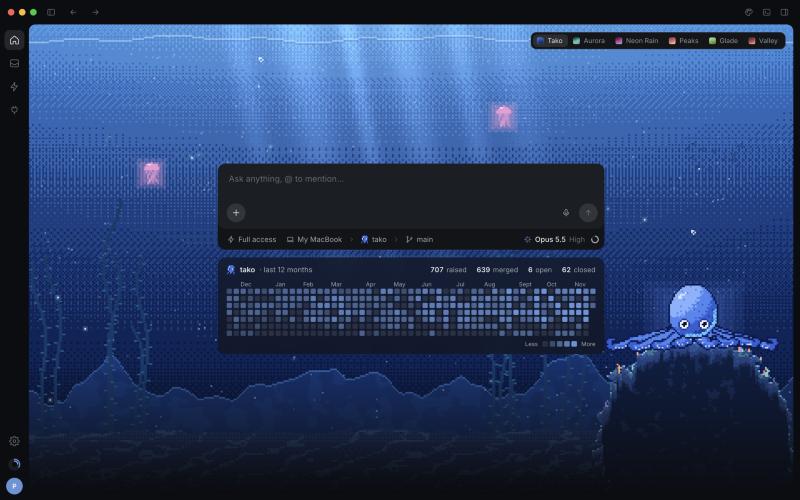 Tako Aurora Neon Rain Peaks Glade Valley
Ask anything, @ to mention...
Full access My MacBook tako main Opus 5.5 High
tako · last 12 months 707 raised 639 merged 6 open 62 closed
Dec Jan Feb Mar Apr May Jun Jul Aug Sept Oct Nov
Less More
P